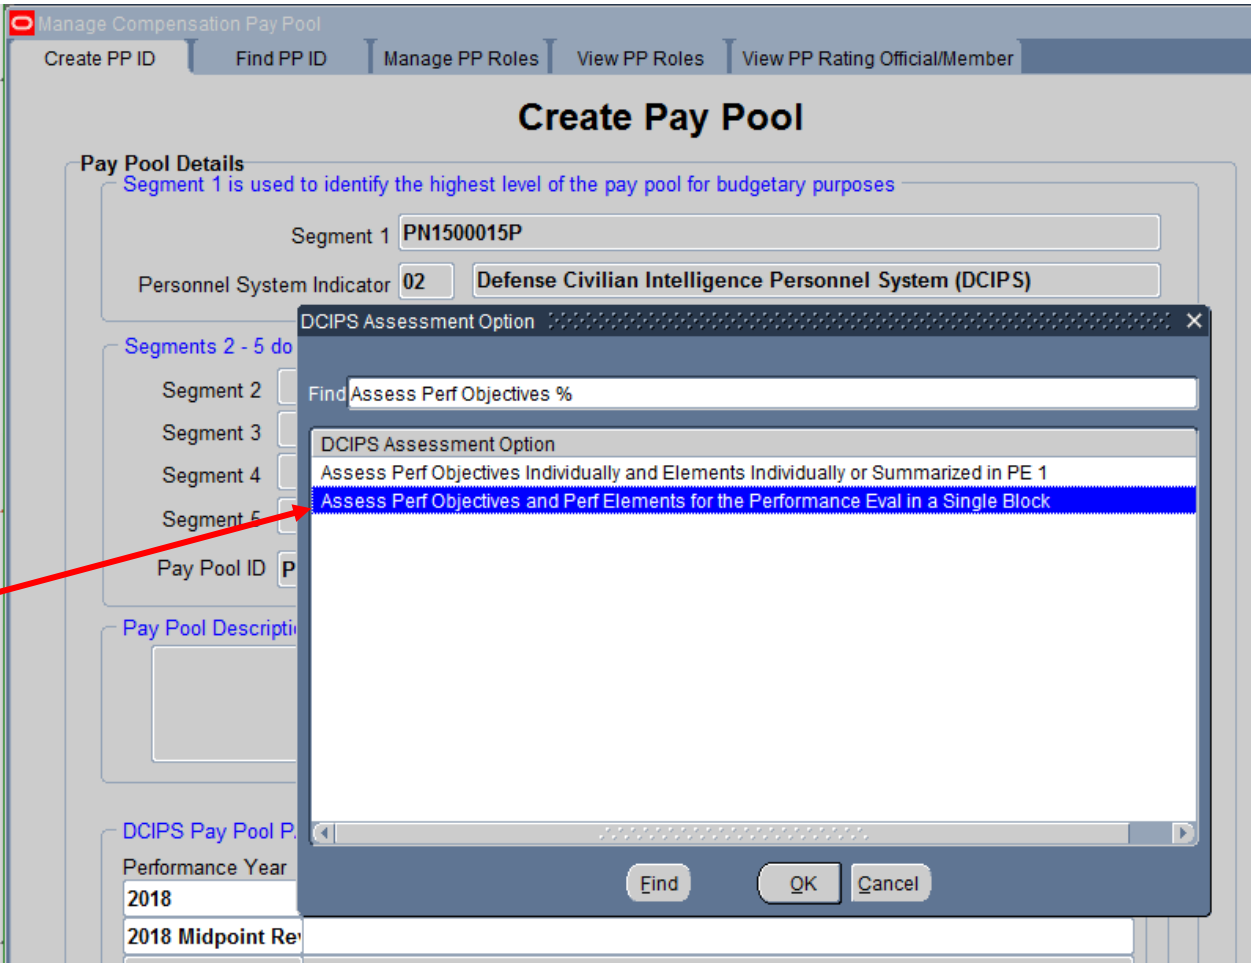 Manage Compensation Pay Pool
Create PP ID Find PP ID Manage PP Roles View PP Roles View PP Rating Official/Member
Create Pay Pool
Pay Pool Details
Segment 1 is used to identify the highest level of the pay pool for budgetary purposes
Segment 1 PN1500015P
Personnel System Indicator 02 Defense Civilian Intelligence Personnel System (DCIPS)
DCIPS Assessment Option
Segments 2 - 5 do
Segment 2
Find Assess Perf Objectives %
Segment 3
DCIPS Assessment Option
Segment 4 Assess Perf Objectives Individually and Elements Individually or Summarized in PE 1
Assess Perf Objectives and Perf Elements for the Performance Eval in a Single Block
Segment 5
Pay Pool ID P
Pay Pool Descripti
DCIPS Pay Pool P
Performance Year
Find OK Cancel
2018
2018 Midpoint Re